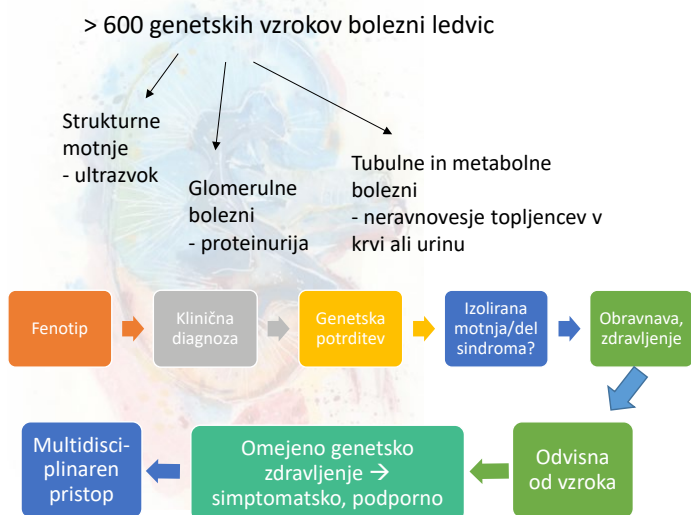 > 600 genetskih vzrokov bolezni ledvic
Strukturne
motnje
- ultrazvok
Glomerulne
bolezni
- proteinurija
Tubulne in metabolne
bolezni
- neravnovesje topljencev v
krvi ali urinu
Fenotip
Klinična
diagnoza
Genetska
potrditev
Izolirana
motnja/del
sindroma?
Obravnava,
zdravljenje
Odvisna
od vzroka
Omejeno genetsko
zdravljenje →
simptomatsko, podporno
Multidisci-
plinaren
pristop